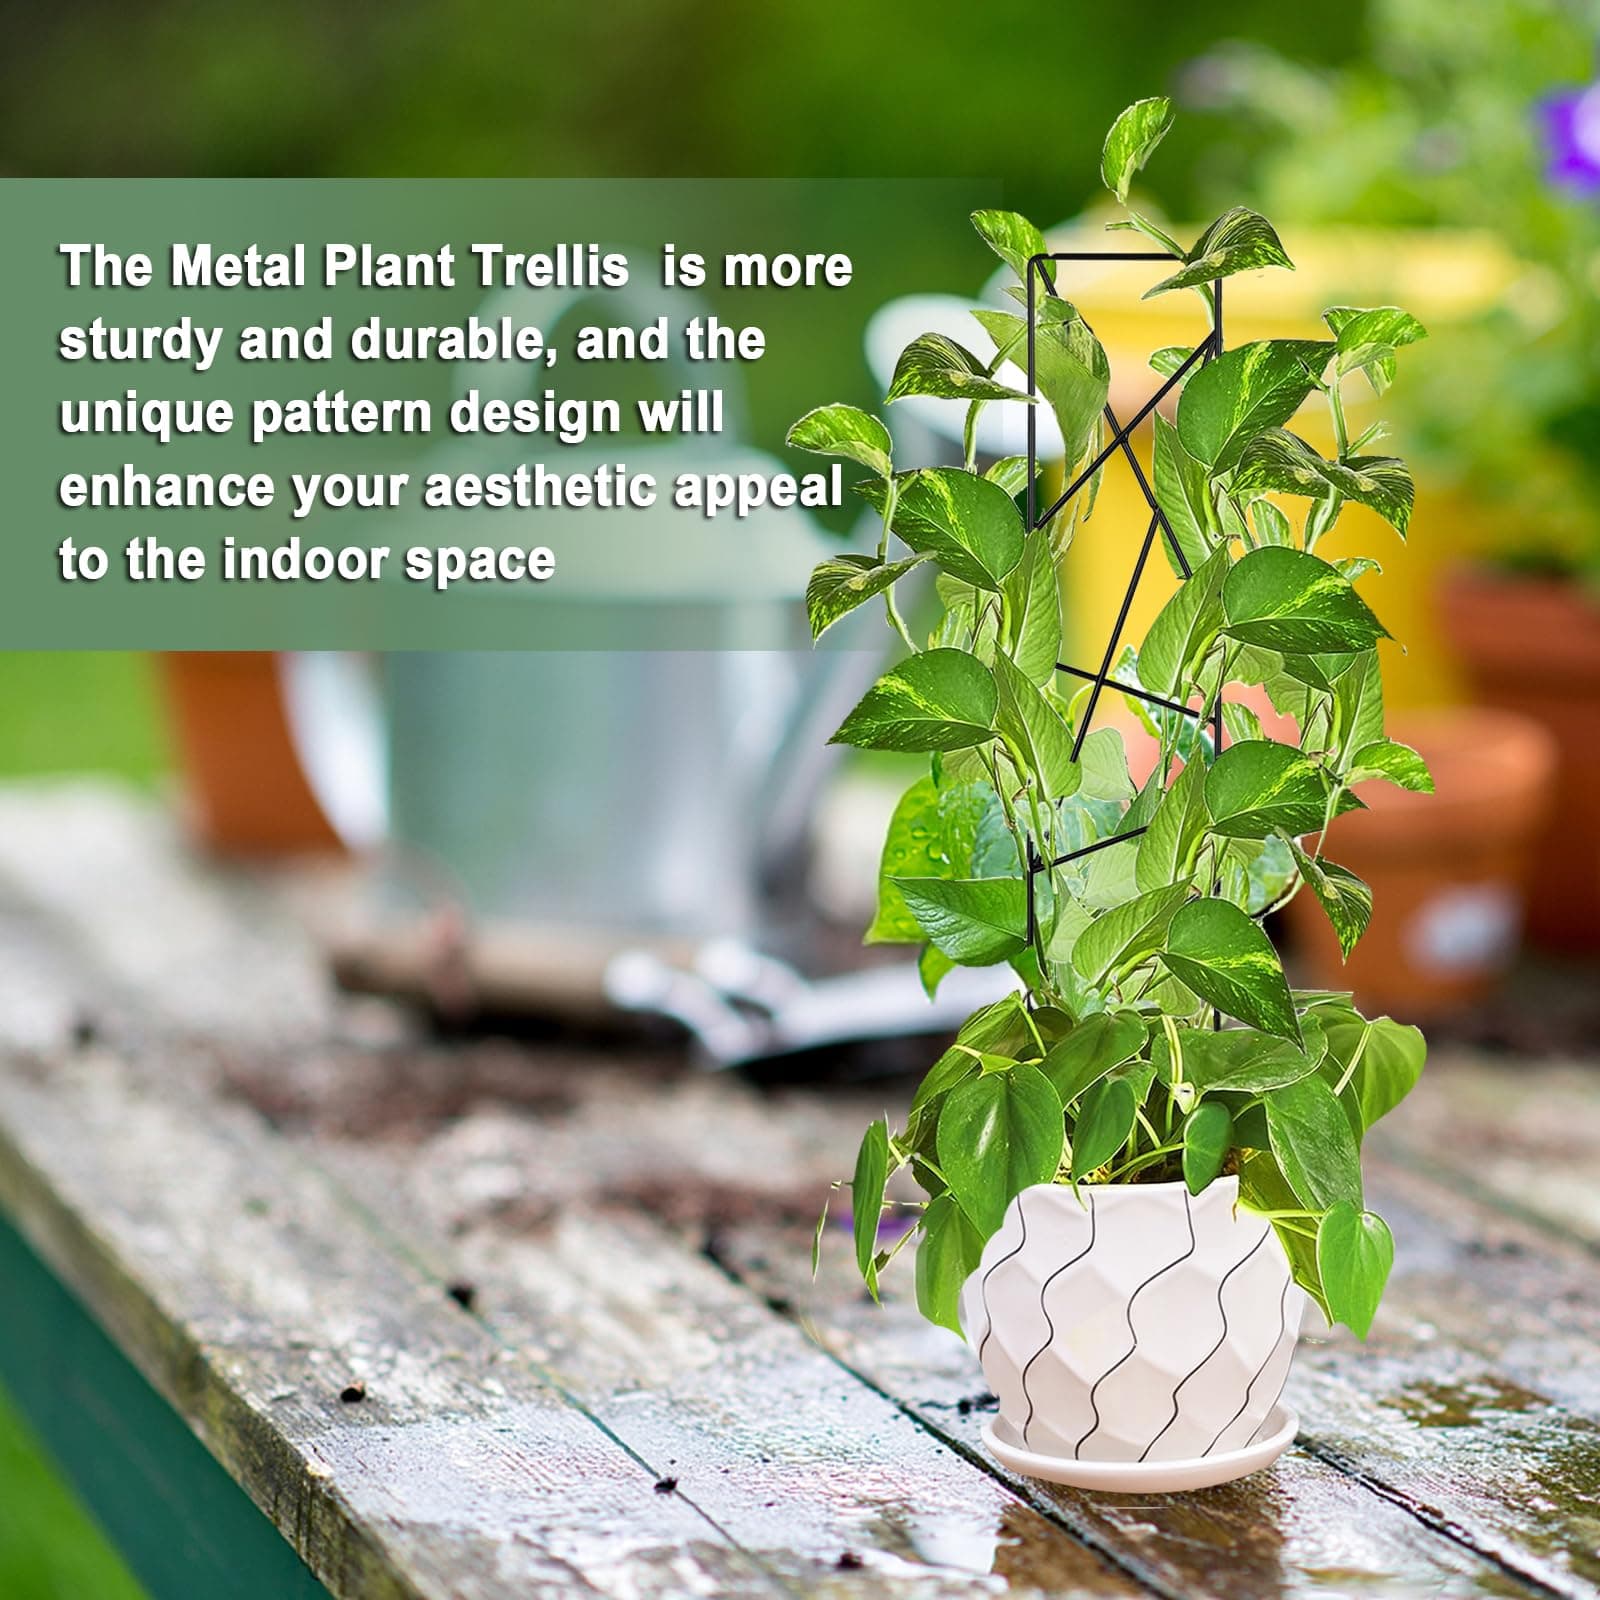 The Metal Plant Trellis  is more
sturdy and durable, and the
unique pattern design will
enhance your aesthetic appeal
to the indoor space